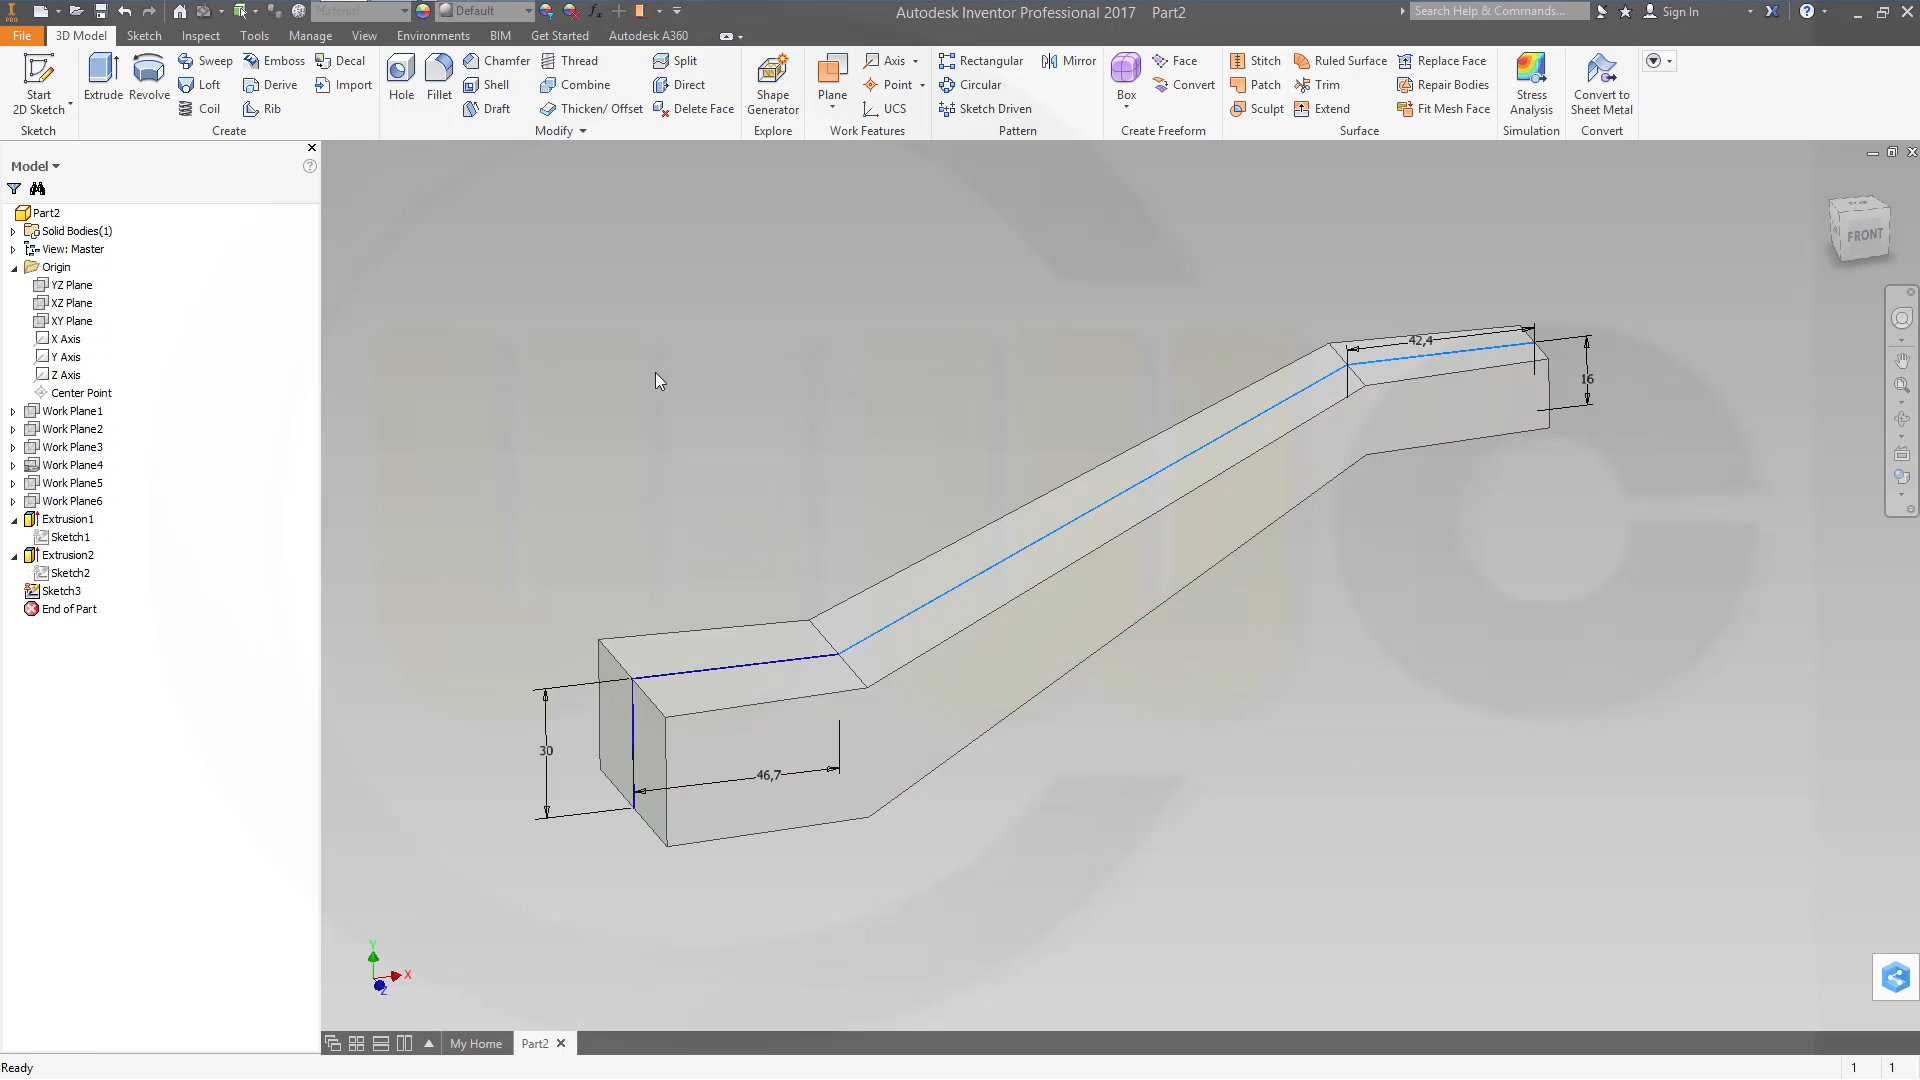 Material
Default
Autodesk Inventor Professional 2017 Part2
Search Help & Commands...
Sign In
PRO
File 3D Model Sketch Inspect Tools Manage View Environments BIM Get Started Autodesk A360
Start
2D Sketch
Sketch
Extrude
Revolve
Sweep
Loft
Coil
Emboss
Derive
Rib
Decal
Import
Create
Hole
Fillet
Chamfer
Shell
Draft
Thread
Combine
Thicken/ Offset
Split
Direct
Delete Face
Modify
Shape
Generator
Explore
Plane
Axis
Point
UCS
Work Features
Rectangular
Circular
Sketch Driven
Mirror
Pattern
Box
Face
Convert
Create Freeform
Stitch
Patch
Sculpt
Ruled Surface
Trim
Extend
Replace Face
Repair Bodies
Fit Mesh Face
Surface
Stress
Analysis
Simulation
Convert to
Sheet Metal
Convert
Model
Part2
Solid Bodies(1)
View: Master
Origin
YZ Plane
XZ Plane
XY Plane
X Axis
Y Axis
Z Axis
Center Point
Work Plane1
Work Plane2
Work Plane3
Work Plane4
Work Plane5
Work Plane6
Extrusion1
Sketch1
Extrusion2
Sketch2
Sketch3
End of Part
FRONT
42,4
16
30
46,7
Y
X
Z
My Home
Part2
Ready
1 1